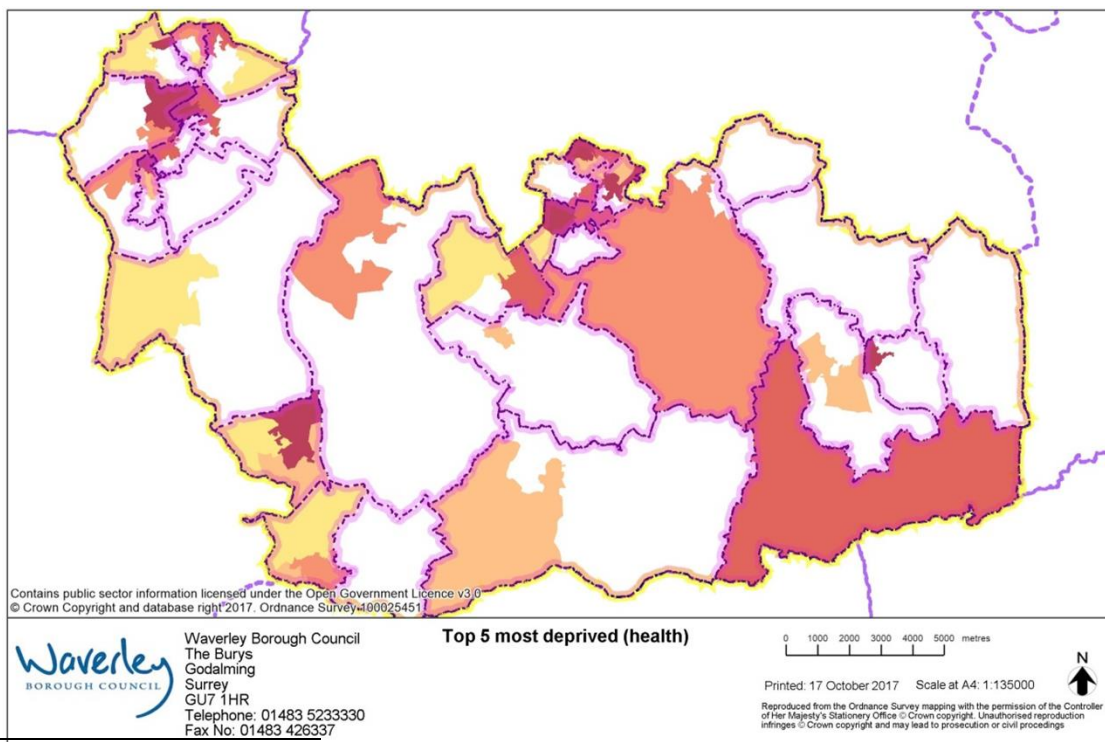 Contains public sector information licensed under the Open Government Licence v3.0
© Crown Copyright and database right 2017. Ordnance Survey 100025451
Waverley
BOROUGH COUNCIL
Waverley Borough Council
The Burys
Godalming
Surrey
GU7 1HR
Telephone: 01483 5233330
Fax No: 01483 426337
Top 5 most deprived (health)
0 1000 2000 3000 4000 5000 metres
Printed: 17 October 2017 Scale at A4: 1:135000
N
Reproduced from the Ordnance Survey mapping with the permission of the Controller
of Her Majesty's Stationery Office © Crown copyright. Unauthorised reproduction
infringes © Crown copyright and may lead to prosecution or civil procedings